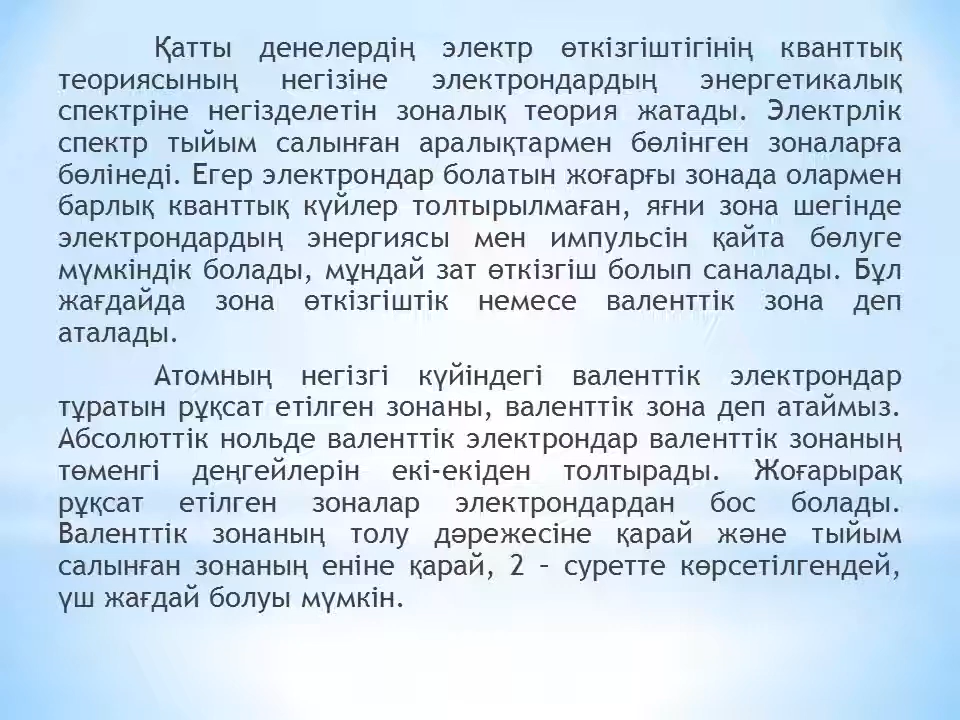 Қатты денелердің электр өткізгіштігінің кванттық
теориясының негізіне электрондардың энергетикалық
спектріне негізделетін зоналық теория жатады. Электрлік
спектр тыйым салынған аралықтармен бөлінген зоналарға
бөлінеді. Егер электрондар болатын жоғарғы зонада олармен
барлық кванттық күйлер толтырылмаған, яғни зона шегінде
электрондардың энергиясы мен импульсін қайта бөлуге
мүмкіндік болады, мұндай зат өткізгіш болып саналады. Бұл
жағдайда зона өткізгіштік немесе валенттік зона деп
аталады.
Атомның негізгі күйіндегі валенттік электрондар
тұратын рұқсат етілген зонаны, валенттік зона деп атаймыз.
Абсолюттік нольде валенттік электрондар валенттік зонаның
төменгі деңгейлерін екі-екіден толтырады. Жоғарырақ
рұқсат етілген зоналар электрондардан бос болады.
Валенттік зонаның толу дәрежесіне қарай және тыйым
салынған зонаның еніне қарай, 2 – суретте көрсетілгендей,
үш жағдай болуы мүмкін.